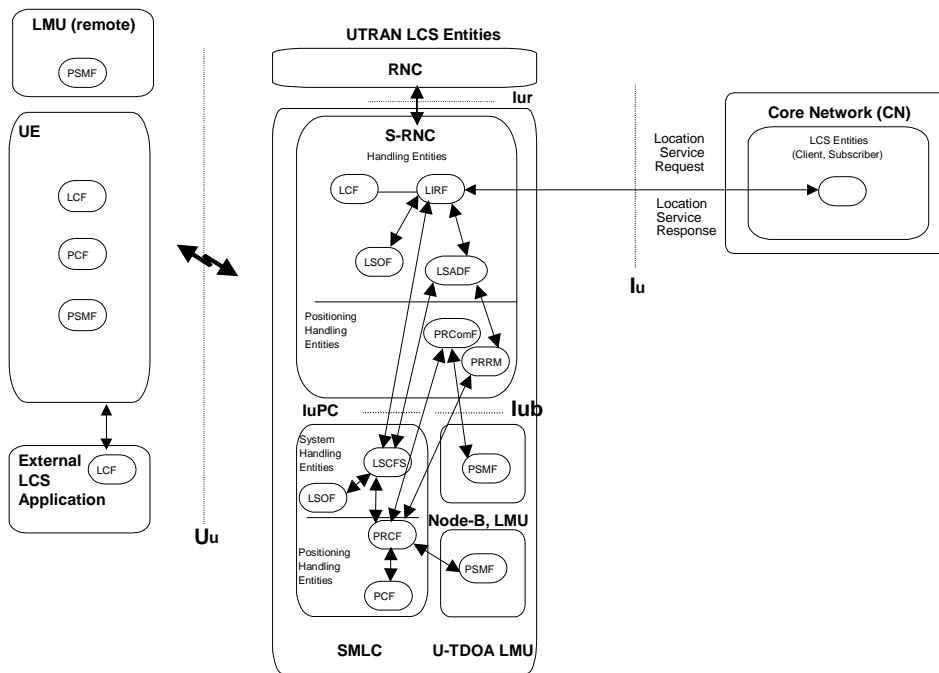 LMU (remote)
PSMF
UE
LCF
PCF
PSMF
External
LCS
Application
LCF
Uu
UTRAN LCS Entities
RNC
Iur
S-RNC
Handling Entities
LCF
LIRF
LSOF
LSADF
Positioning
Handling
Entities
PRComF
PRRM
IuPC
Iub
System
Handling
Entities
LSCFS
LSOF
PSMF
Node-B, LMU
PRCF
Positioning
Handling
Entities
PCF
PSMF
SMLC
U-TDOA LMU
Location
Service
Request
Location
Service
Response
Iu
Core Network (CN)
LCS Entities
(Client, Subscriber)